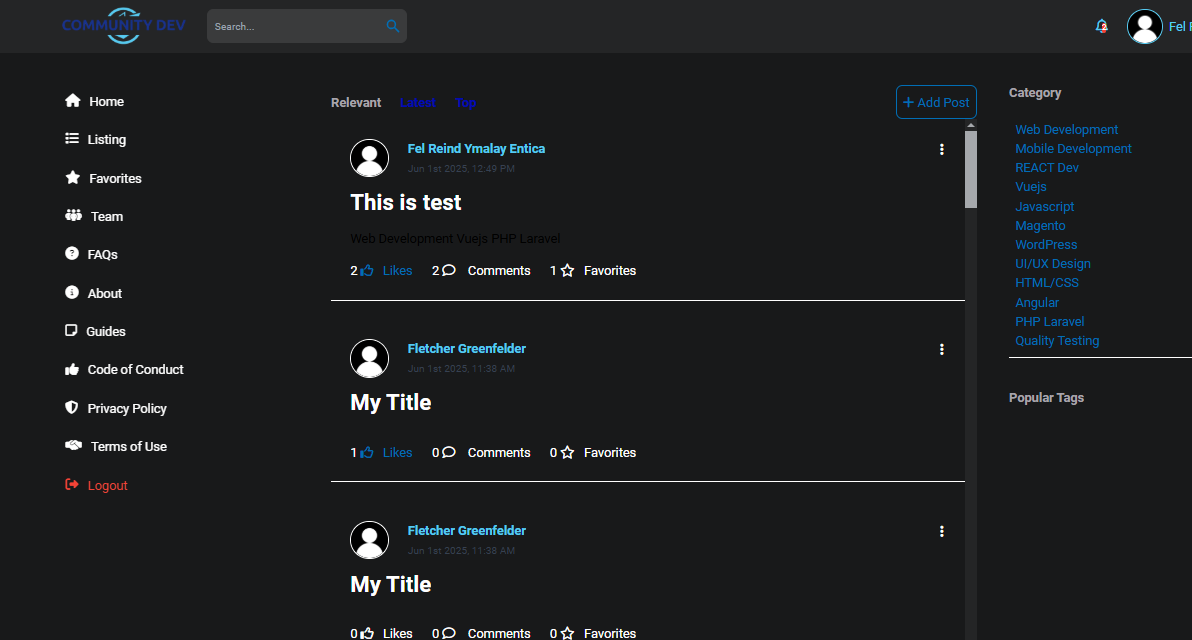 COMMUNITY DEV
Search...
Fel
Home
Listing
Favorites
Team
FAQs
About
Guides
Code of Conduct
Privacy Policy
Terms of Use
Logout
Relevant Latest Top
+ Add Post
Fel Reind Ymalay Entica
Jun 1st 2025, 12:49 PM
This is test
Web Development Vuejs PHP Laravel
2 Likes 2 Comments 1 Favorites
Fletcher Greenfelder
Jun 1st 2025, 11:38 AM
My Title
1 Likes 0 Comments 0 Favorites
Fletcher Greenfelder
Jun 1st 2025, 11:38 AM
My Title
0 Likes 0 Comments 0 Favorites
Category
Web Development
Mobile Development
REACT Dev
Vuejs
Javascript
Magento
WordPress
UI/UX Design
HTML/CSS
Angular
PHP Laravel
Quality Testing
Popular Tags